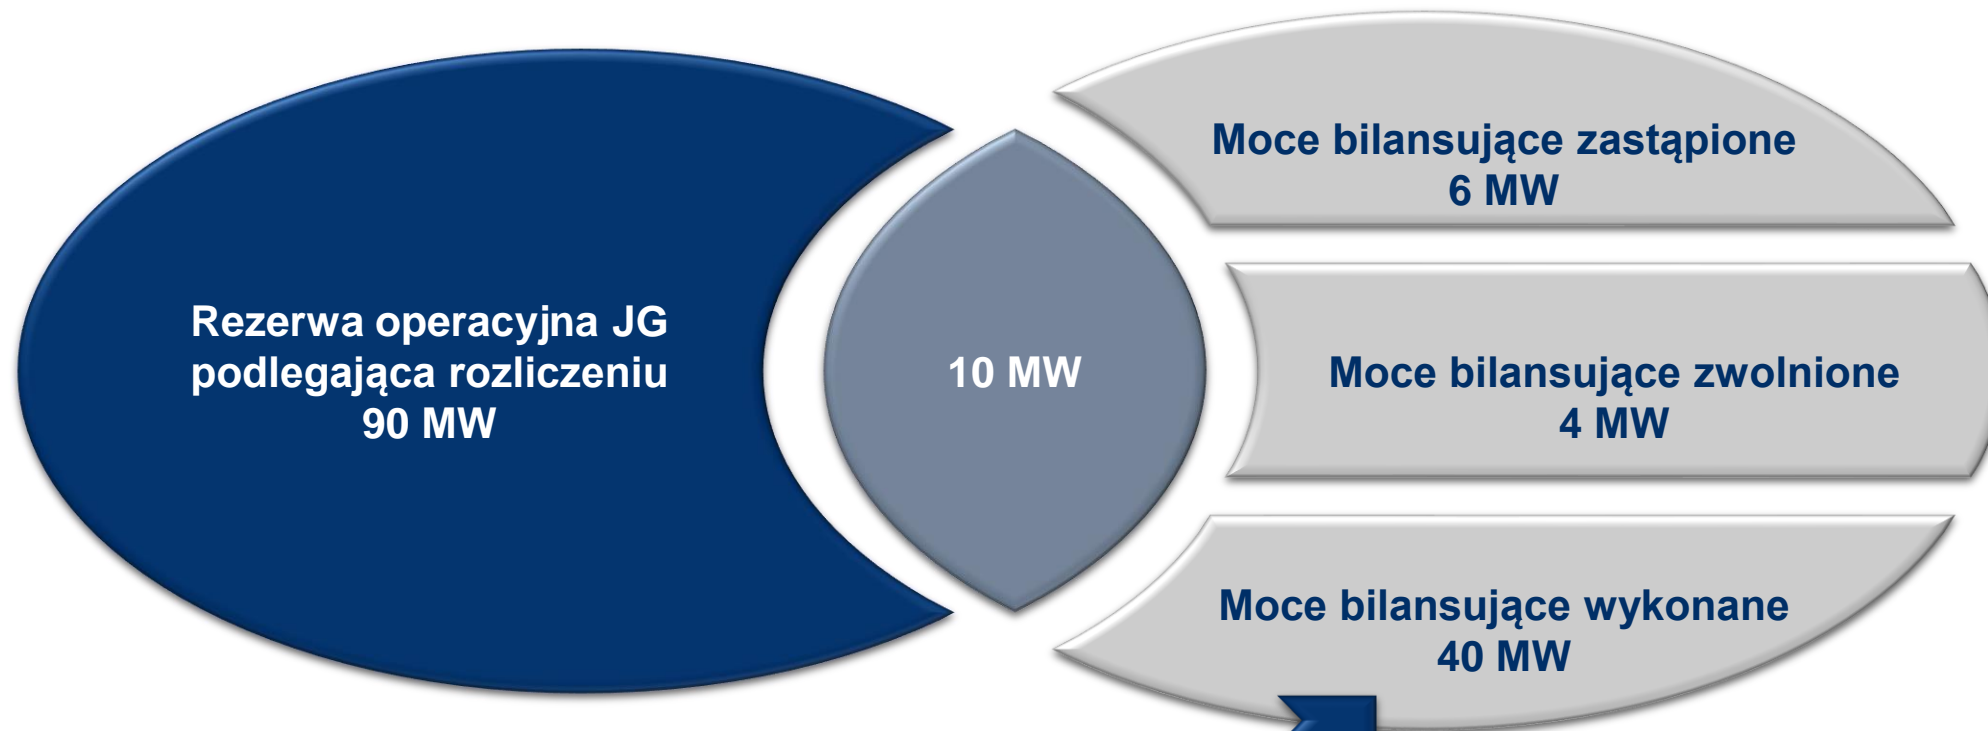 Rezerwa operacyjna JG
podlegająca rozliczeniu
90 MW
10 MW
Moce bilansujące zastąpione
6 MW
Moce bilansujące zwolnione
4 MW
Moce bilansujące wykonane
40 MW